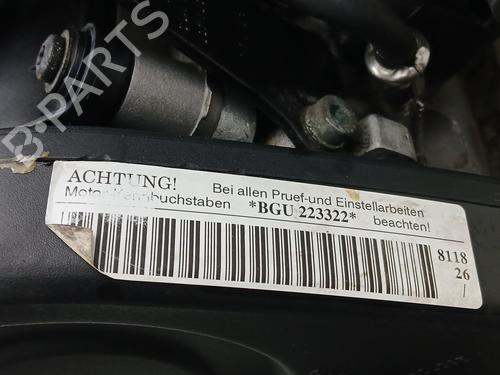 B-PARTS
ACHTUNG! Bei allen Pruef-und Einstellarbeiten
Motorkennbuchstaben *BGU 223322* beachten!
8118
26
/